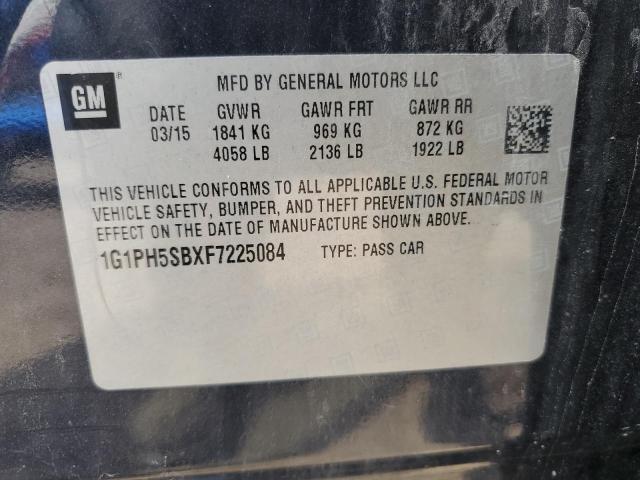 GM ®
MFD BY GENERAL MOTORS LLC
DATE GVWR GAWR FRT GAWR RR
03/15 1841 KG 969 KG 872 KG
4058 LB 2136 LB 1922 LB
THIS VEHICLE CONFORMS TO ALL APPLICABLE U.S. FEDERAL MOTOR
VEHICLE SAFETY, BUMPER, AND THEFT PREVENTION STANDARDS IN
EFFECT ON THE DATE OF MANUFACTURE SHOWN ABOVE.
1G1PH5SBXF7225084 TYPE: PASS CAR